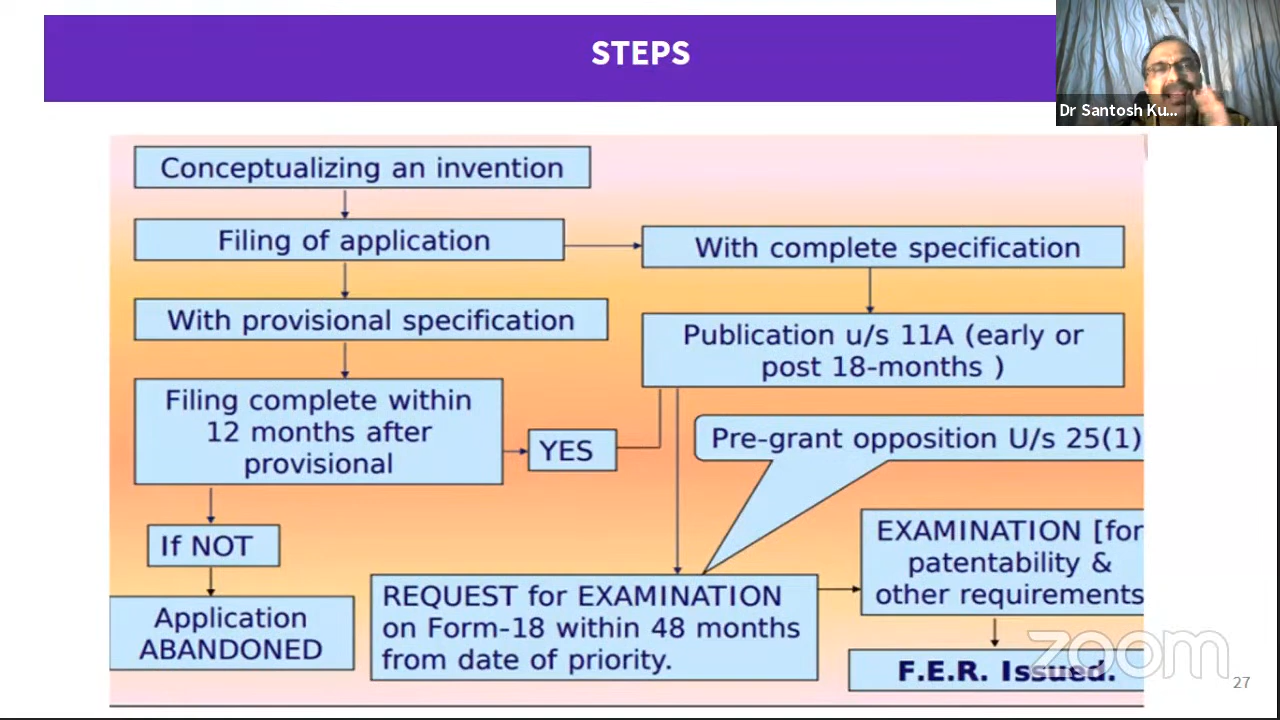 STEPS
Dr Santosh Ku...
Conceptualizing an invention
Filing of application
With complete specification
With provisional specification
Publication u/s 11A (early or
post 18-months )
Filing complete within
12 months after
provisional
YES
Pre-grant opposition U/s 25(1)
If NOT
EXAMINATION [for
patentability &
other requirements
Application
ABANDONED
REQUEST for EXAMINATION
on Form-18 within 48 months
from date of priority.
F.E.R. Issued.
zoom
27